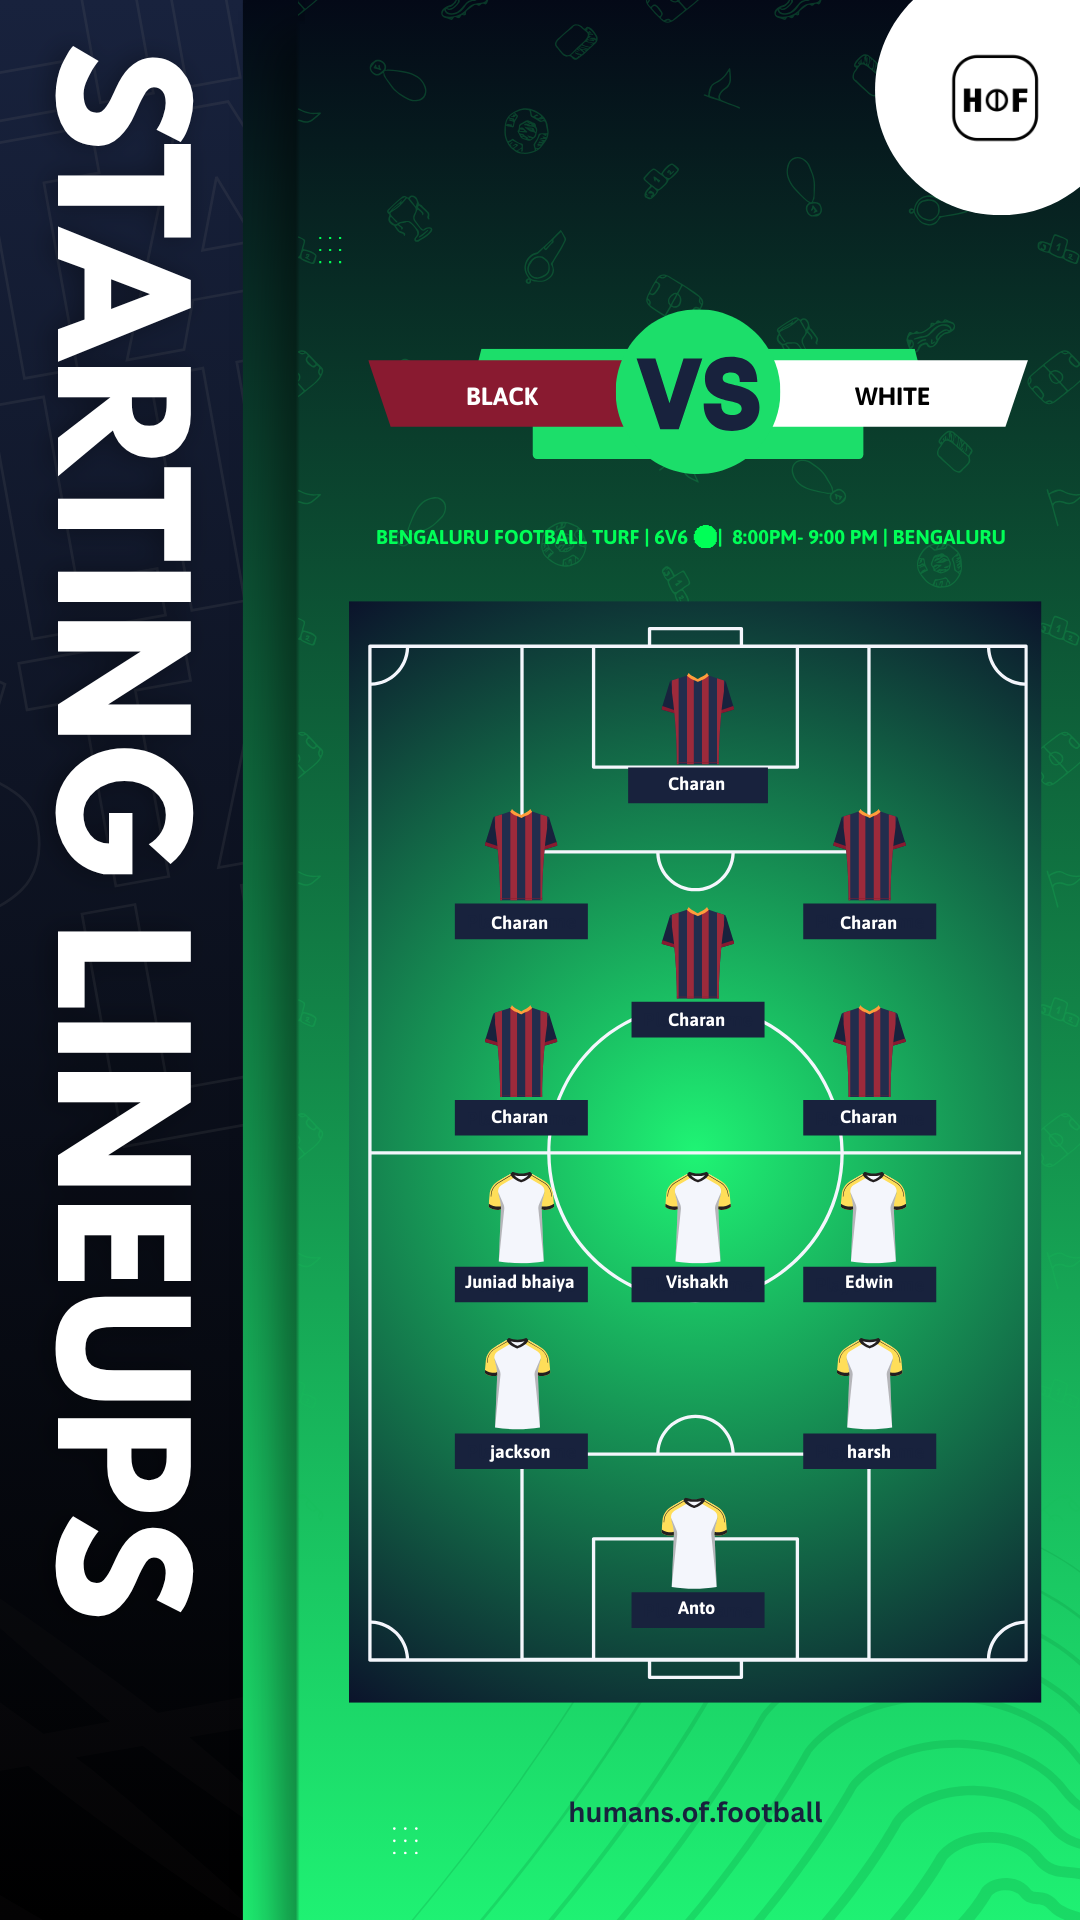 STARTING LINEUPS
HOF
BLACK
VS
WHITE
BENGALURU FOOTBALL TURF | 6V6 | 8:00PM- 9:00 PM | BENGALURU
Charan
Charan
Charan
Charan
Charan
Charan
Juniad bhaiya
Vishakh
Edwin
jackson
harsh
Anto
humans.of.football